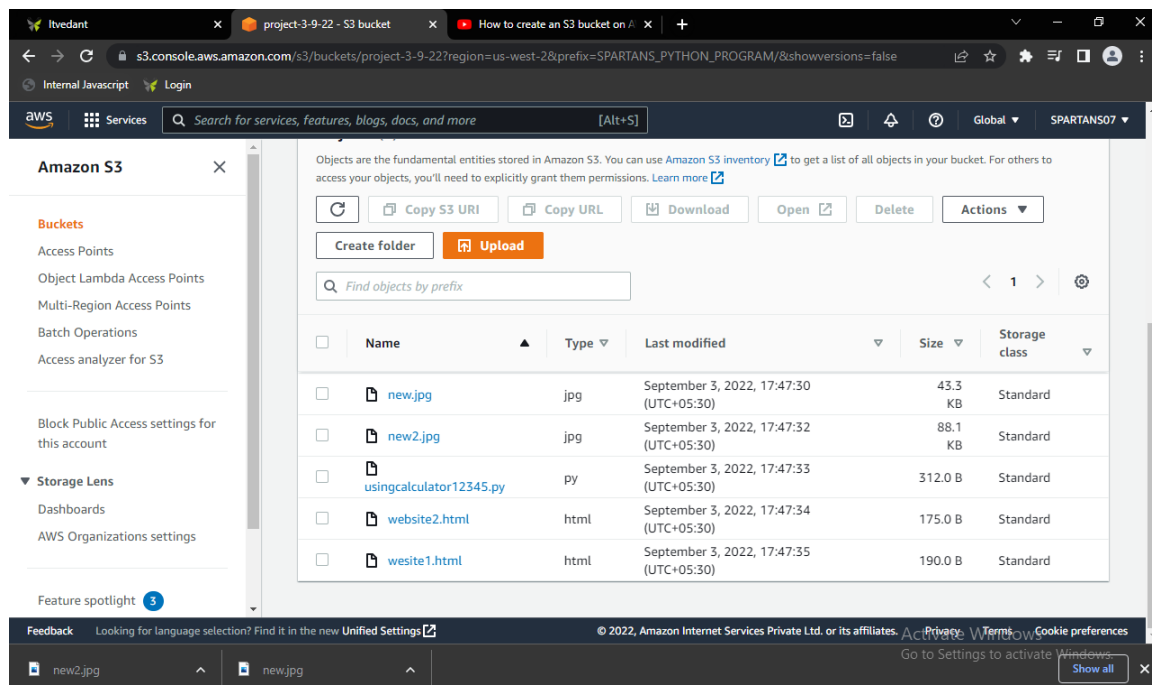 Itvedant
project-3-9-22 - S3 bucket
How to create an S3 bucket on A
s3.console.aws.amazon.com/s3/buckets/project-3-9-22?region=us-west-2&prefix=SPARTANS_PYTHON_PROGRAM/&showversions=false
Internal Javascript Login
aws Services Search for services, features, blogs, docs, and more [Alt+S] Global SPARTANS07
Amazon S3
Buckets
Access Points
Object Lambda Access Points
Multi-Region Access Points
Batch Operations
Access analyzer for S3
Block Public Access settings for
this account
Storage Lens
Dashboards
AWS Organizations settings
Feature spotlight 3
Objects are the fundamental entities stored in Amazon S3. You can use Amazon S3 inventory to get a list of all objects in your bucket. For others to
access your objects, you'll need to explicitly grant them permissions. Learn more
Copy S3 URI Copy URL Download Open Delete Actions
Create folder Upload
Find objects by prefix 1
Name Type Last modified Size Storage
class
new.jpg jpg September 3, 2022, 17:47:30 43.3
(UTC+05:30) KB Standard
new2.jpg jpg September 3, 2022, 17:47:32 88.1
(UTC+05:30) KB Standard
usingcalculator12345.py py September 3, 2022, 17:47:33 312.0 B Standard
(UTC+05:30)
website2.html html September 3, 2022, 17:47:34 175.0 B Standard
(UTC+05:30)
wesite1.html html September 3, 2022, 17:47:35 190.0 B Standard
(UTC+05:30)
Feedback Looking for language selection? Find it in the new Unified Settings © 2022, Amazon Internet Services Private Ltd. or its affiliates. Privacy Terms Cookie preferences
Activate Windows
Go to Settings to activate Windows.
new2.jpg new.jpg Show all